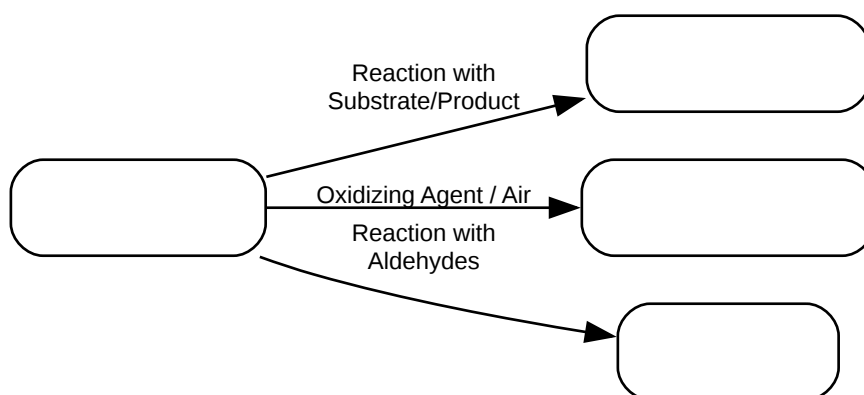 Reaction with
Substrate/Product
Oxidizing Agent / Air
Reaction with
Aldehydes